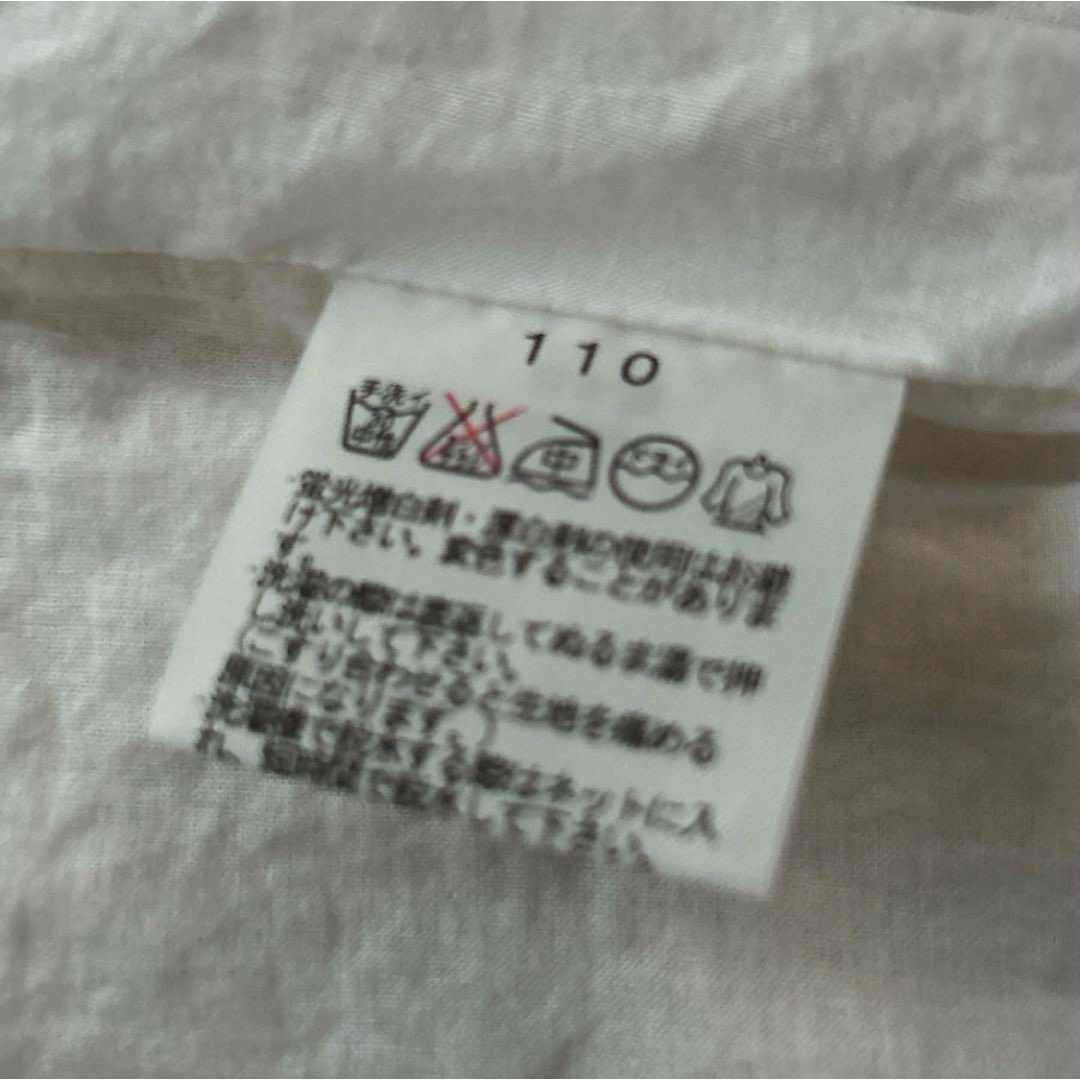 110
手洗イ
中
・蛍光増白剤・漂白剤の使用はお避
け下さい。変色することがありま
す。
・洗濯の際は裏返してぬるま湯で押
し洗いして下さい。
(こすり合わせると生地を痛める
原因になります。)
・洗濯機で脱水する際はネットに入
れ、短時間で脱水して下さい。